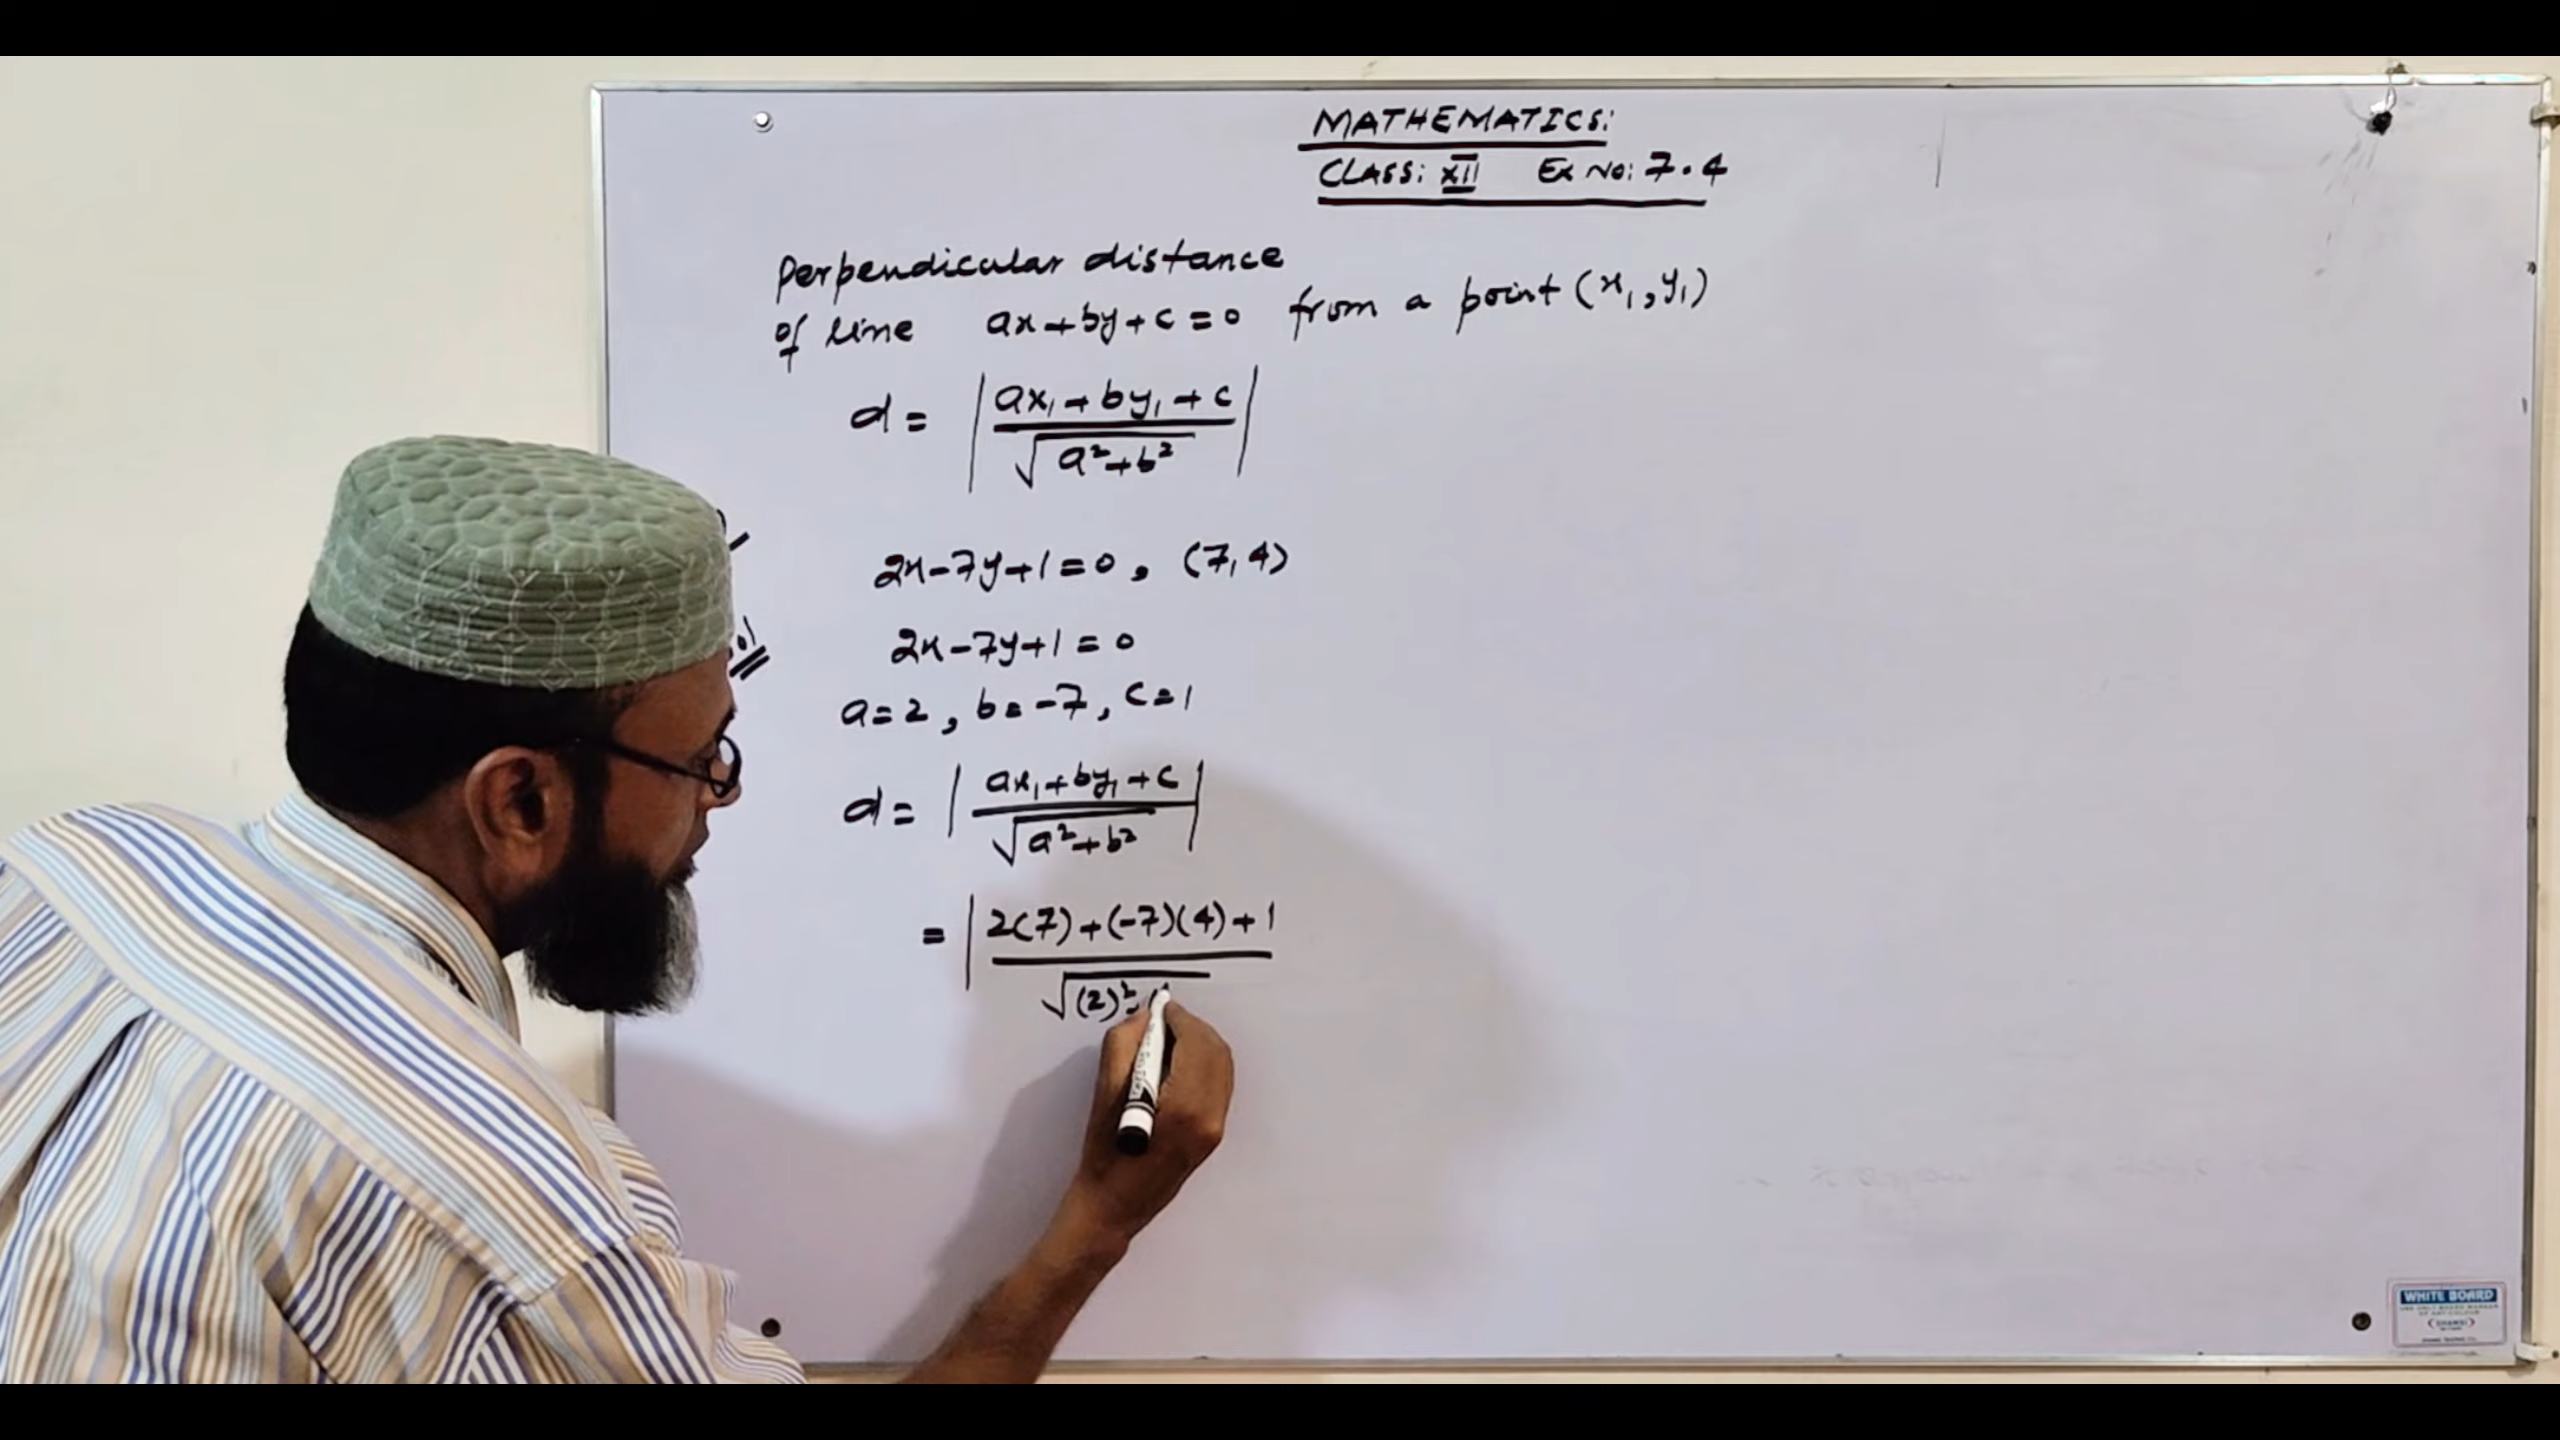 MATHEMATICS:
CLASS: XII Ex No: 7.4
Perpendicular distance
of line ax+by+c=0 from a point (x₁,y₁)
d = |ax₁+by₁+c / √a²+b²|
2x-7y+1=0, (7,4)
2x-7y+1=0
a=2, b=-7, c=1
d = |ax₁+by₁+c / √a²+b²|
= |2(7)+(-7)(4)+1 / √(2)²
WHITE BOARD